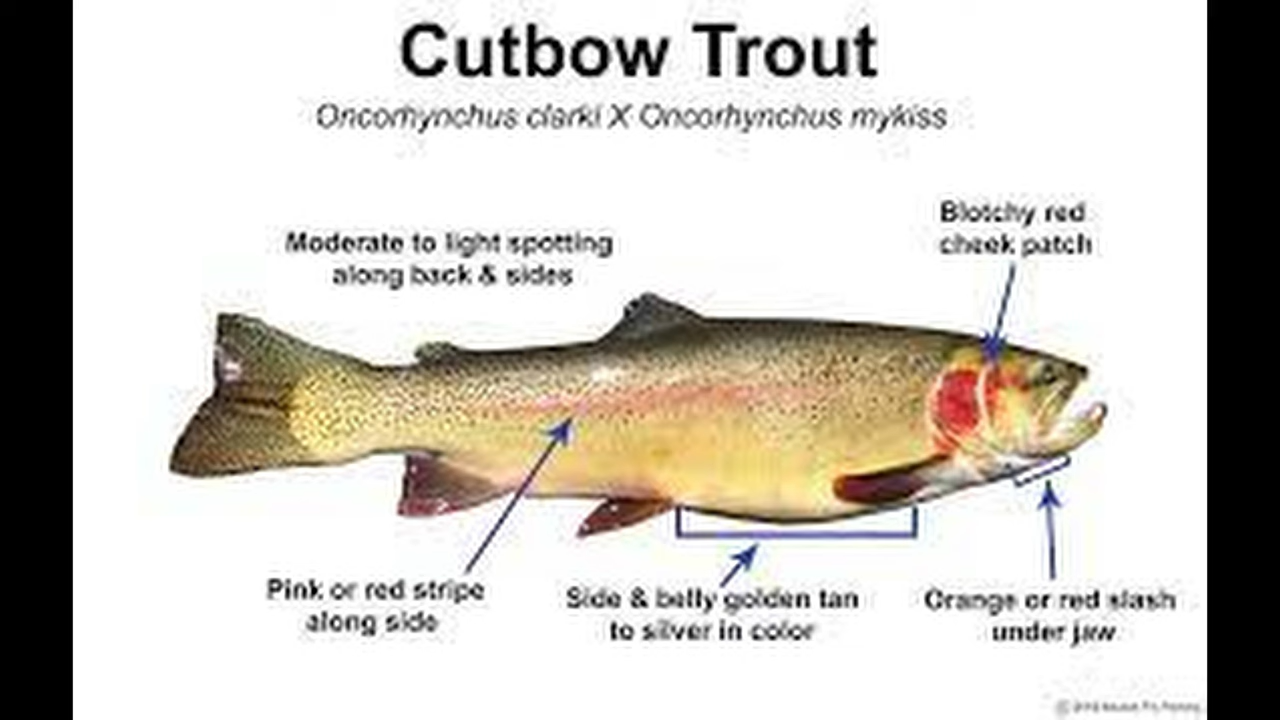 Cutbow Trout
Oncorhynchus clarki X Oncorhynchus mykiss
Blotchy red
cheek patch
Moderate to light spotting
along back & sides
Pink or red stripe
along side
Side & belly golden tan
to silver in color
Orange or red slash
under jaw